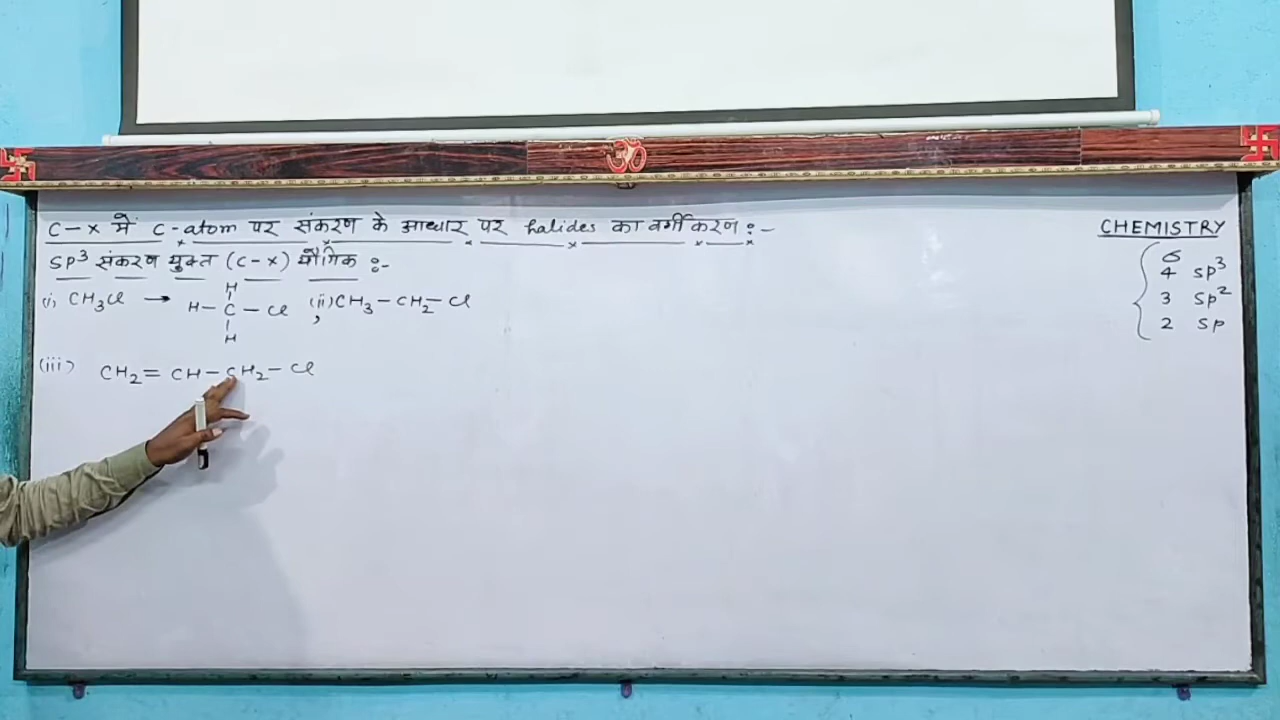 C-X में C-atom पर संकरण के आधार पर halides का वर्गीकरण :-
SP³ संकरण युक्त (C-X) यौगिक :-
(i) CH₃Cl → H-C-Cl , (ii) CH₃-CH₂-Cl
H
H
(iii) CH₂=CH-CH₂-Cl
CHEMISTRY
σ
4 SP³
3 SP²
2 SP
ॐ